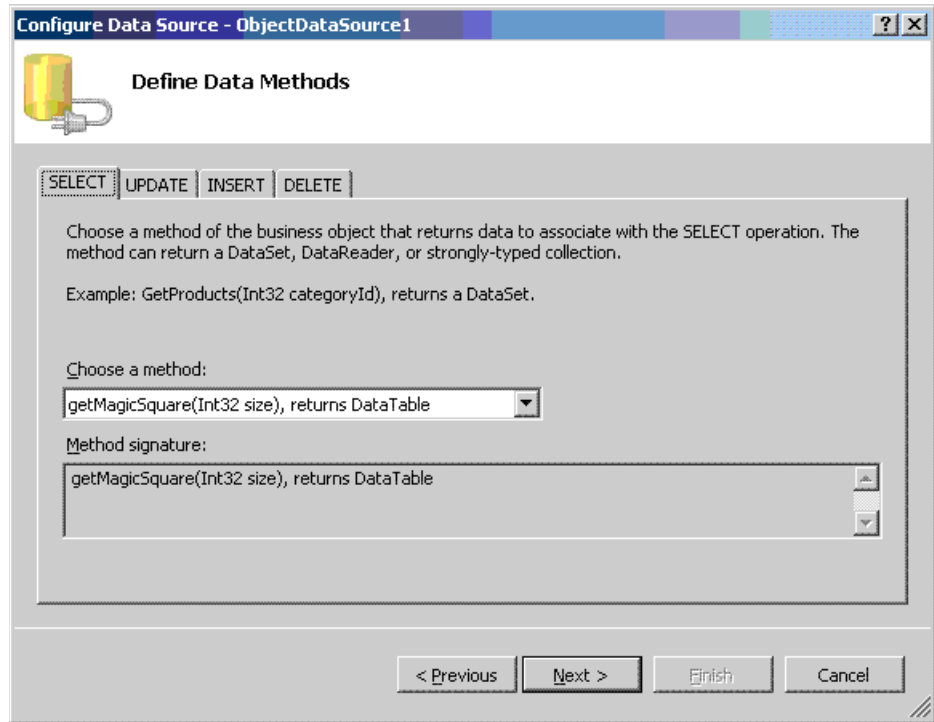 Configure Data Source - ObjectDataSource1
Define Data Methods
SELECT UPDATE INSERT DELETE
Choose a method of the business object that returns data to associate with the SELECT operation. The
method can return a DataSet, DataReader, or strongly-typed collection.
Example: GetProducts(Int32 categoryId), returns a DataSet.
Choose a method:
getMagicSquare(Int32 size), returns DataTable
Method signature:
getMagicSquare(Int32 size), returns DataTable
< Previous Next > Finish Cancel